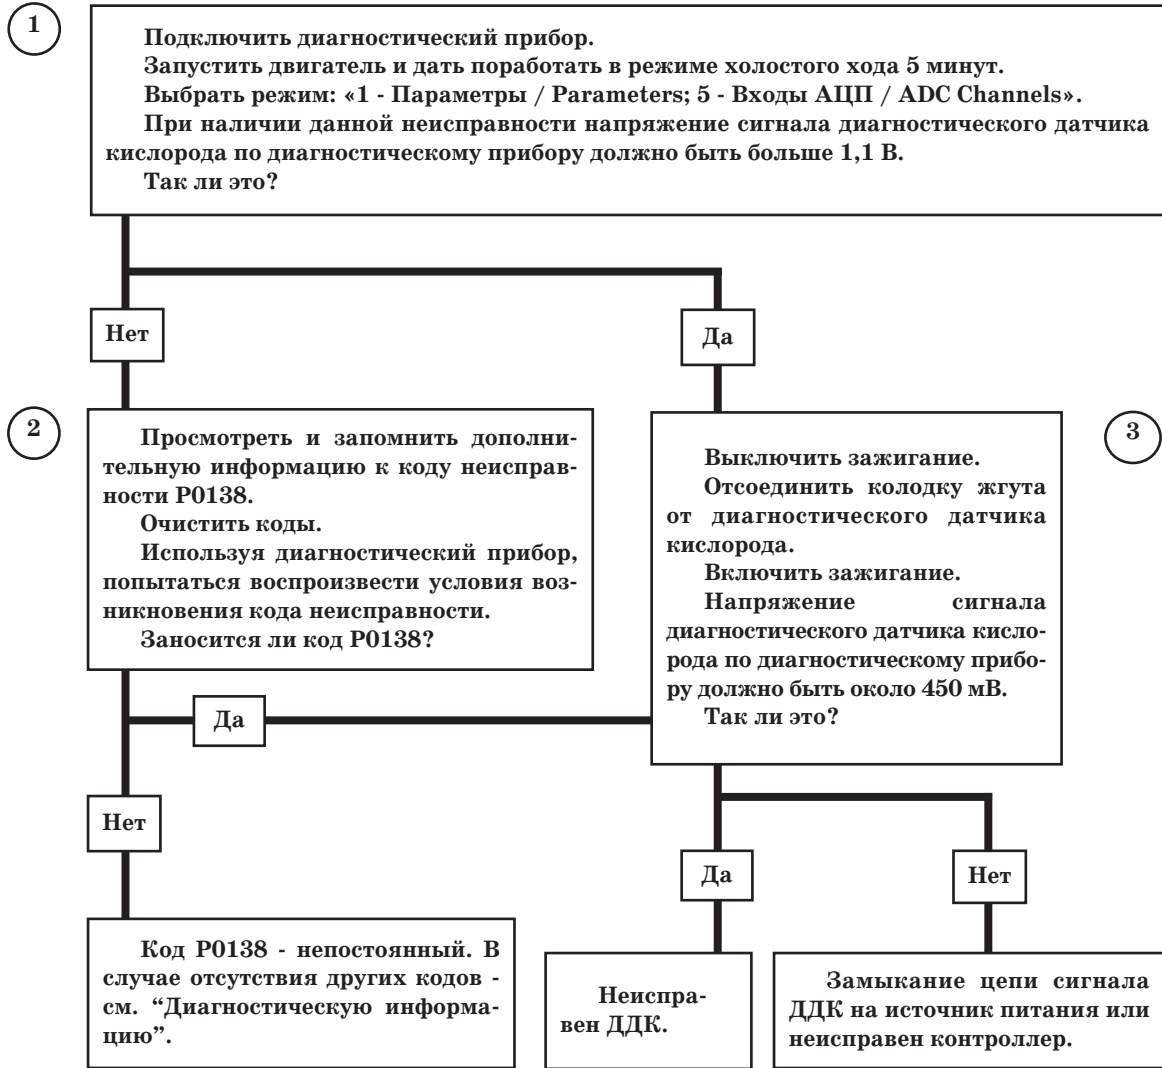 1
Подключить диагностический прибор.
Запустить двигатель и дать поработать в режиме холостого хода 5 минут.
Выбрать режим: «1 - Параметры / Parameters; 5 - Входы АЦП / ADC Channels».
При наличии данной неисправности напряжение сигнала диагностического датчика
кислорода по диагностическому прибору должно быть больше 1,1 В.
Так ли это?
Нет
Да
2
Просмотреть и запомнить дополни-
тельную информацию к коду неисправ-
ности Р0138.
Очистить коды.
Используя диагностический прибор,
попытаться воспроизвести условия воз-
никновения кода неисправности.
Заносится ли код Р0138?
3
Выключить зажигание.
Отсоединить колодку жгута
от диагностического датчика
кислорода.
Включить зажигание.
Напряжение сигнала
диагностического датчика кисло-
рода по диагностическому прибо-
ру должно быть около 450 мВ.
Так ли это?
Да
Нет
Да
Нет
Код Р0138 - непостоянный. В
случае отсутствия других кодов -
см. “Диагностическую информа-
цию”.
Неиспра-
вен ДДК.
Замыкание цепи сигнала
ДДК на источник питания или
неисправен контроллер.